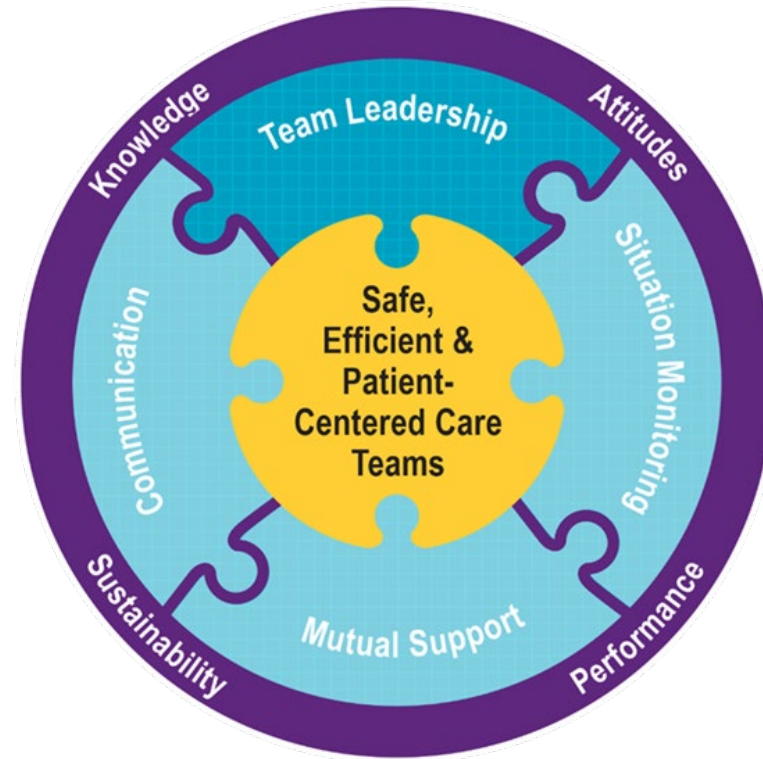 Knowledge
Attitudes
Team Leadership
Communication
Situation Monitoring
Safe,
Efficient &
Patient-
Centered Care
Teams
Mutual Support
Sustainability
Performance